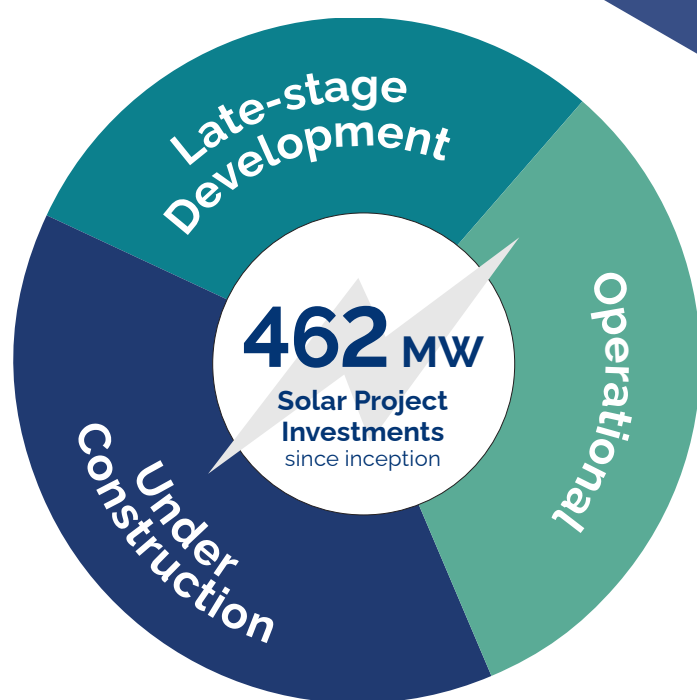 Late-stage
Development
Operational
462 MW
Solar Project
Investments
since inception
Under
Construction